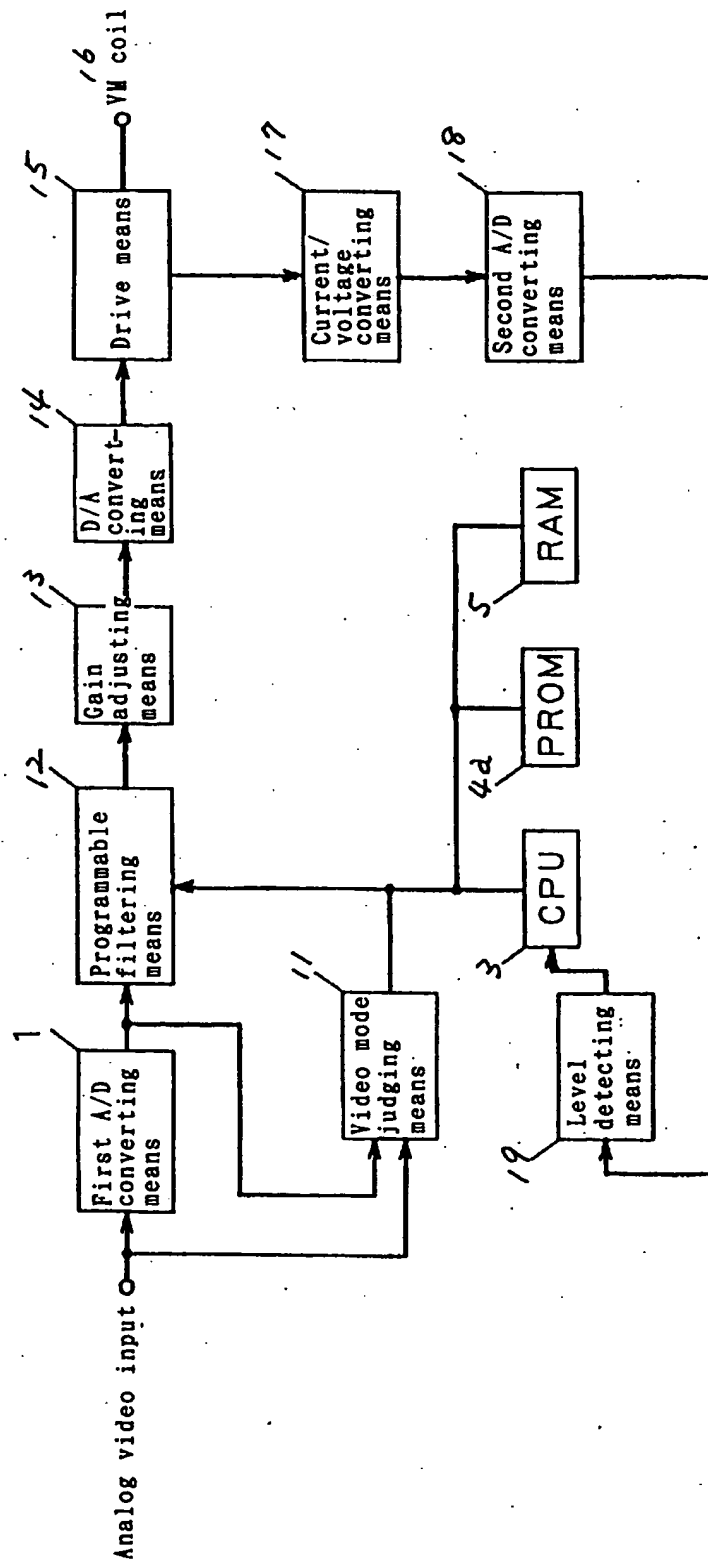 Analog video input
1
First A/D
converting
means
12
Programmable
filtering
means
13
Gain
adjusting
means
14
D/A
convert-
ing
means
15
Drive means
16
VM coil
17
Current/
voltage
converting
means
18
Second A/D
converting
means
11
Video mode
judging
means
19
Level
detecting
means
3
CPU
4d
PROM
5
RAM